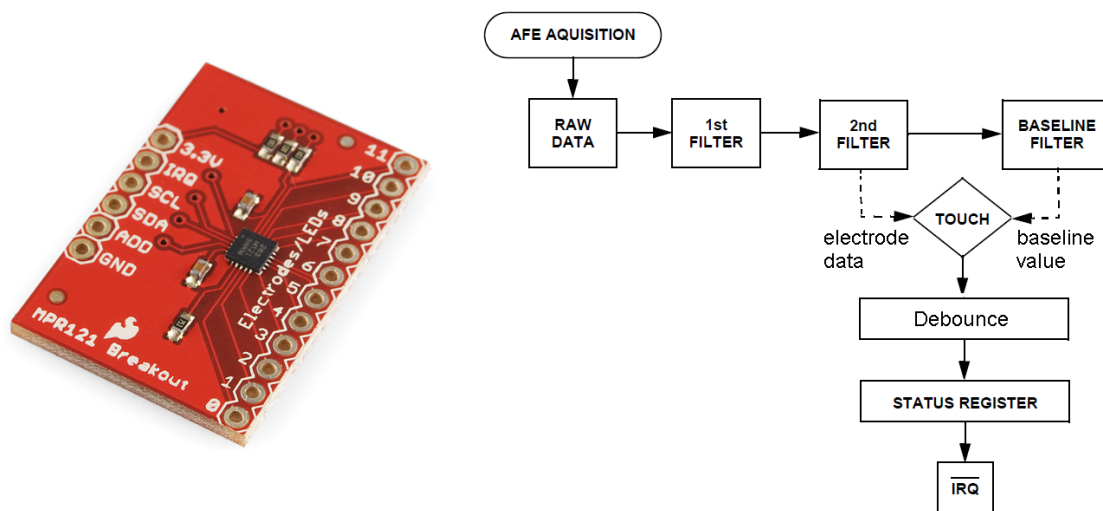 3.3V
IRQ
SCL
SDA
ADD
GND
MPR121 Breakout
Electrodes/LEDs
11
10
9
8
7
6
5
4
3
2
1
0
AFE AQUISITION
RAW
DATA
1st
FILTER
2nd
FILTER
BASELINE
FILTER
TOUCH
electrode
data
baseline
value
Debounce
STATUS REGISTER
IRQ